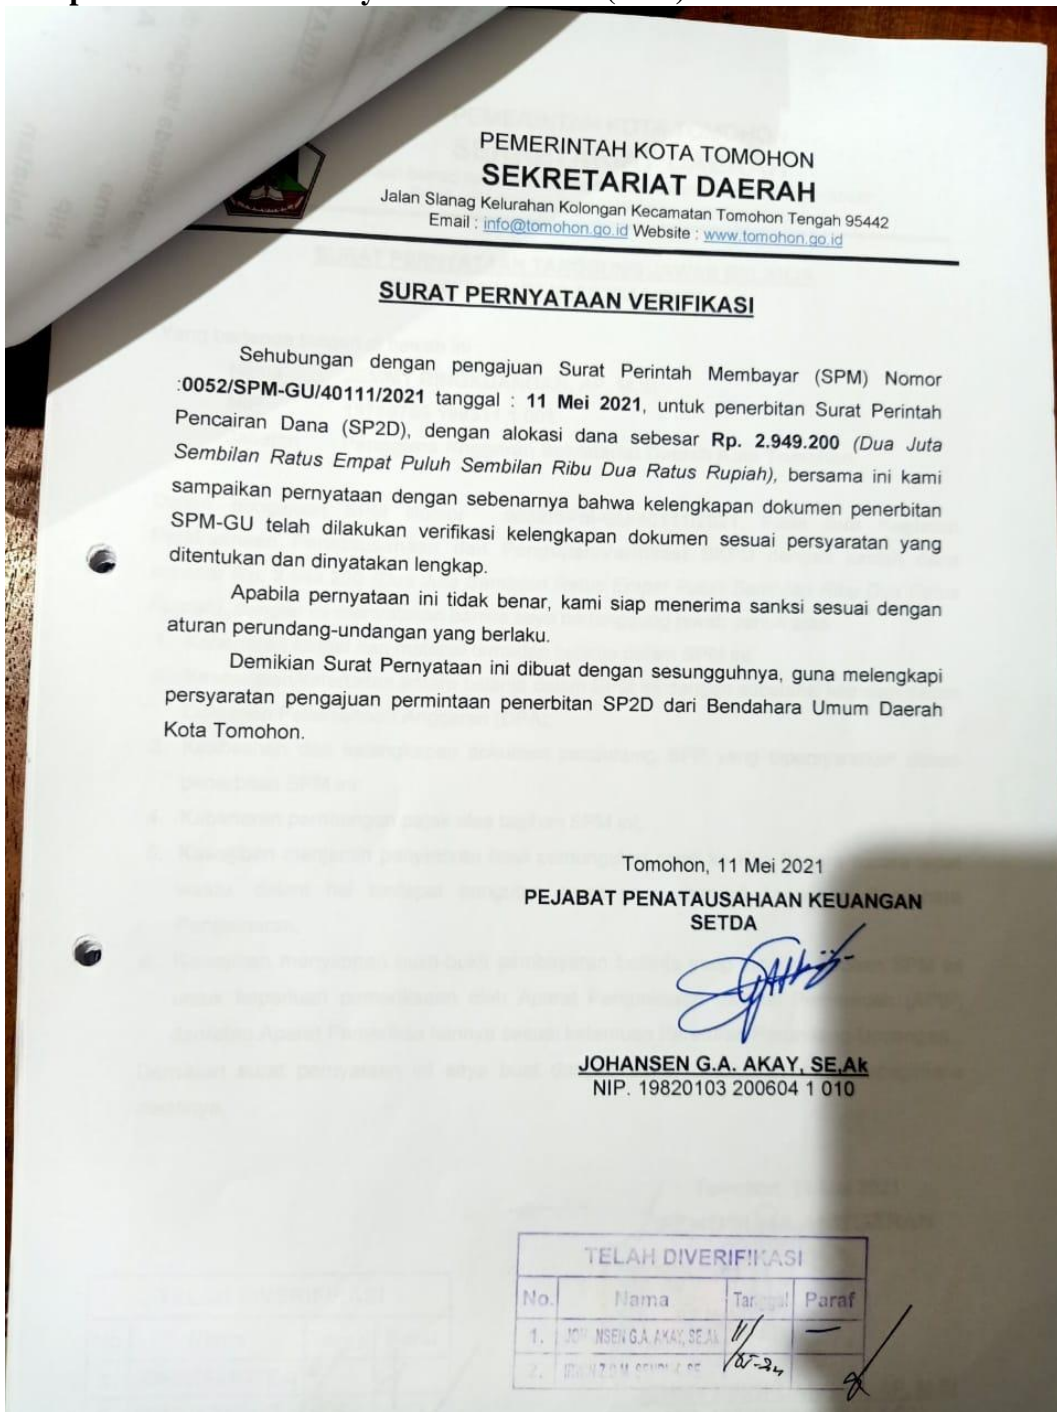 PEMERINTAH KOTA TOMOHON
SEKRETARIAT DAERAH
Jalan Slanag Kelurahan Kolongan Kecamatan Tomohon Tengah 95442
Email : info@tomohon.go.id Website : www.tomohon.go.id
SURAT PERNYATAAN VERIFIKASI
Sehubungan dengan pengajuan Surat Perintah Membayar (SPM) Nomor
:0052/SPM-GU/40111/2021 tanggal : 11 Mei 2021, untuk penerbitan Surat Perintah
Pencairan Dana (SP2D), dengan alokasi dana sebesar Rp. 2.949.200 (Dua Juta
Sembilan Ratus Empat Puluh Sembilan Ribu Dua Ratus Rupiah), bersama ini kami
sampaikan pernyataan dengan sebenarnya bahwa kelengkapan dokumen penerbitan
SPM-GU telah dilakukan verifikasi kelengkapan dokumen sesuai persyaratan yang
ditentukan dan dinyatakan lengkap.
Apabila pernyataan ini tidak benar, kami siap menerima sanksi sesuai dengan
aturan perundang-undangan yang berlaku.
Demikian Surat Pernyataan ini dibuat dengan sesungguhnya, guna melengkapi
persyaratan pengajuan permintaan penerbitan SP2D dari Bendahara Umum Daerah
Kota Tomohon.
Tomohon, 11 Mei 2021
PEJABAT PENATAUSAHAAN KEUANGAN
SETDA
JOHANSEN G.A. AKAY, SE,Ak
NIP. 19820103 200604 1 010
TELAH DIVERIFIKASI
No. Nama Tanggal Paraf
1. JOHANSEN G.A. AKAY, SE.Ak
2.